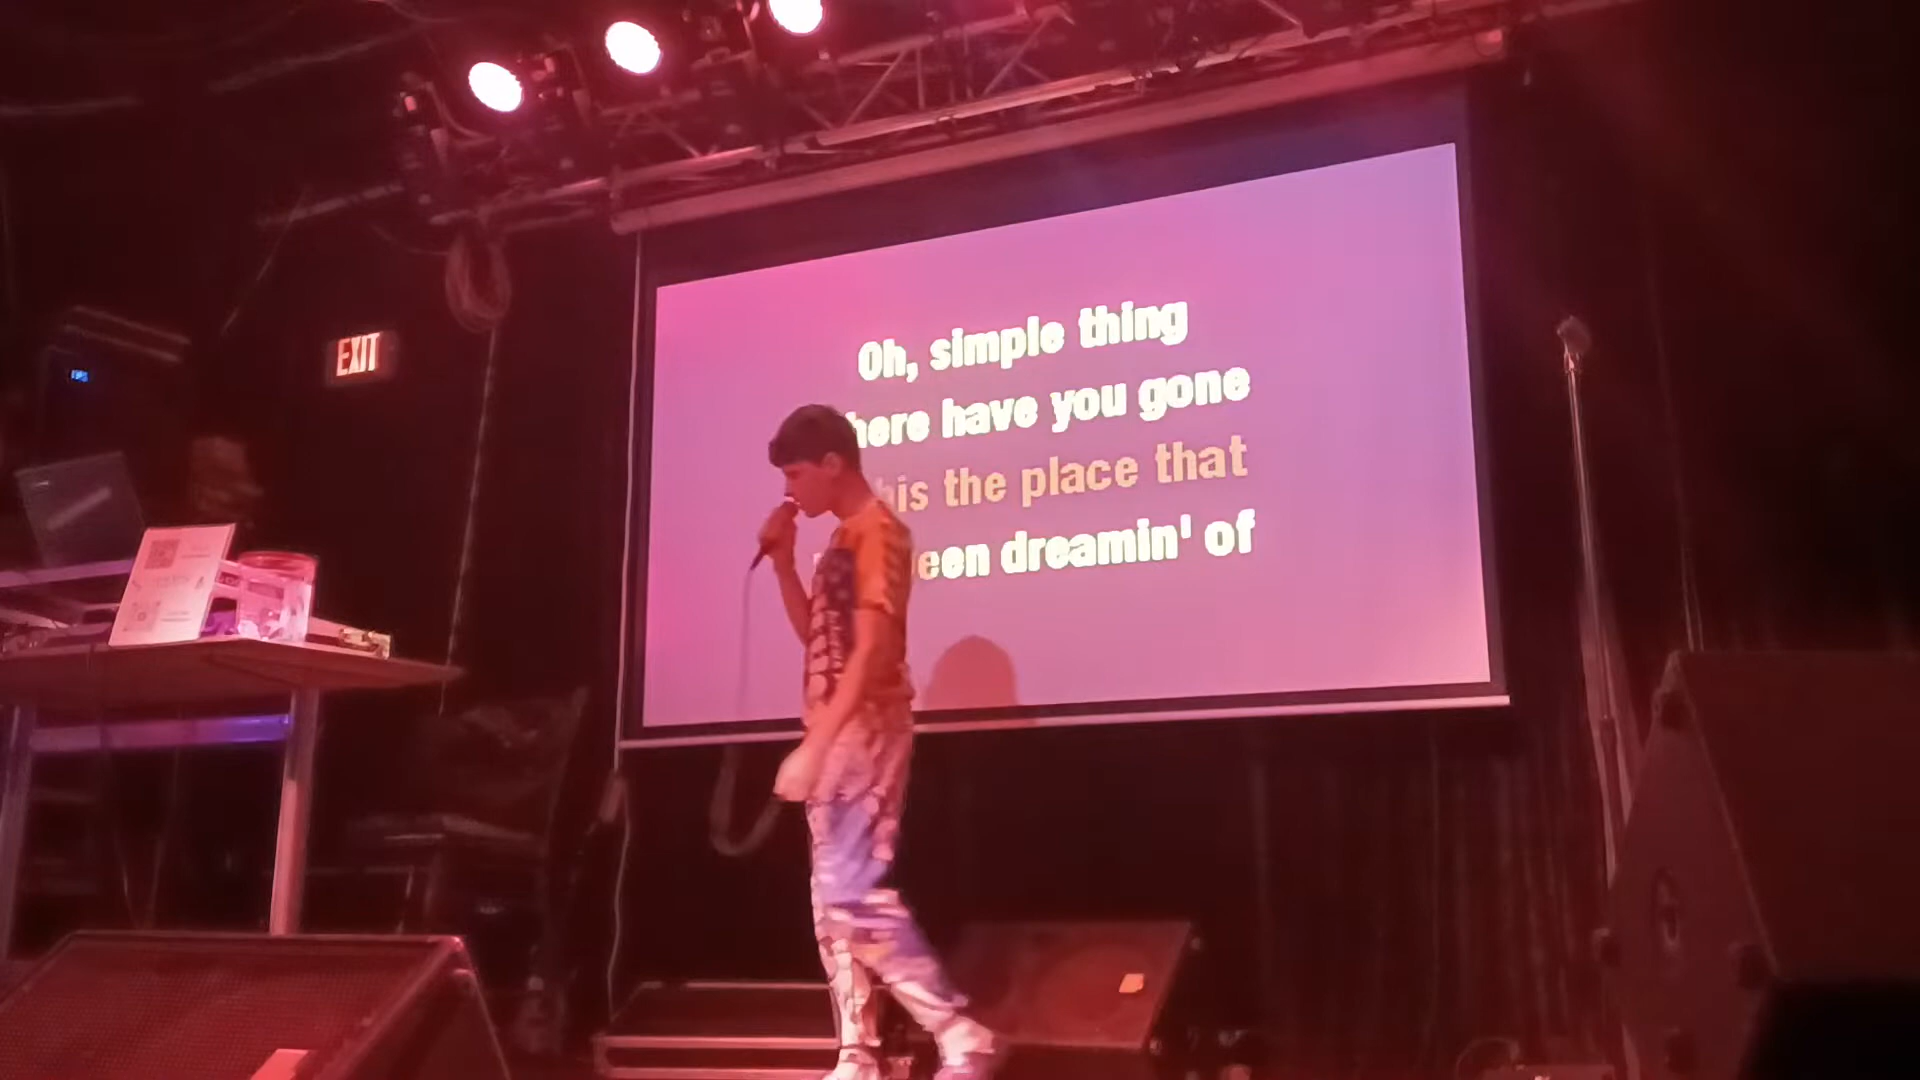 EXIT
Oh, simple thing
here have you gone
his the place that
een dreamin' of